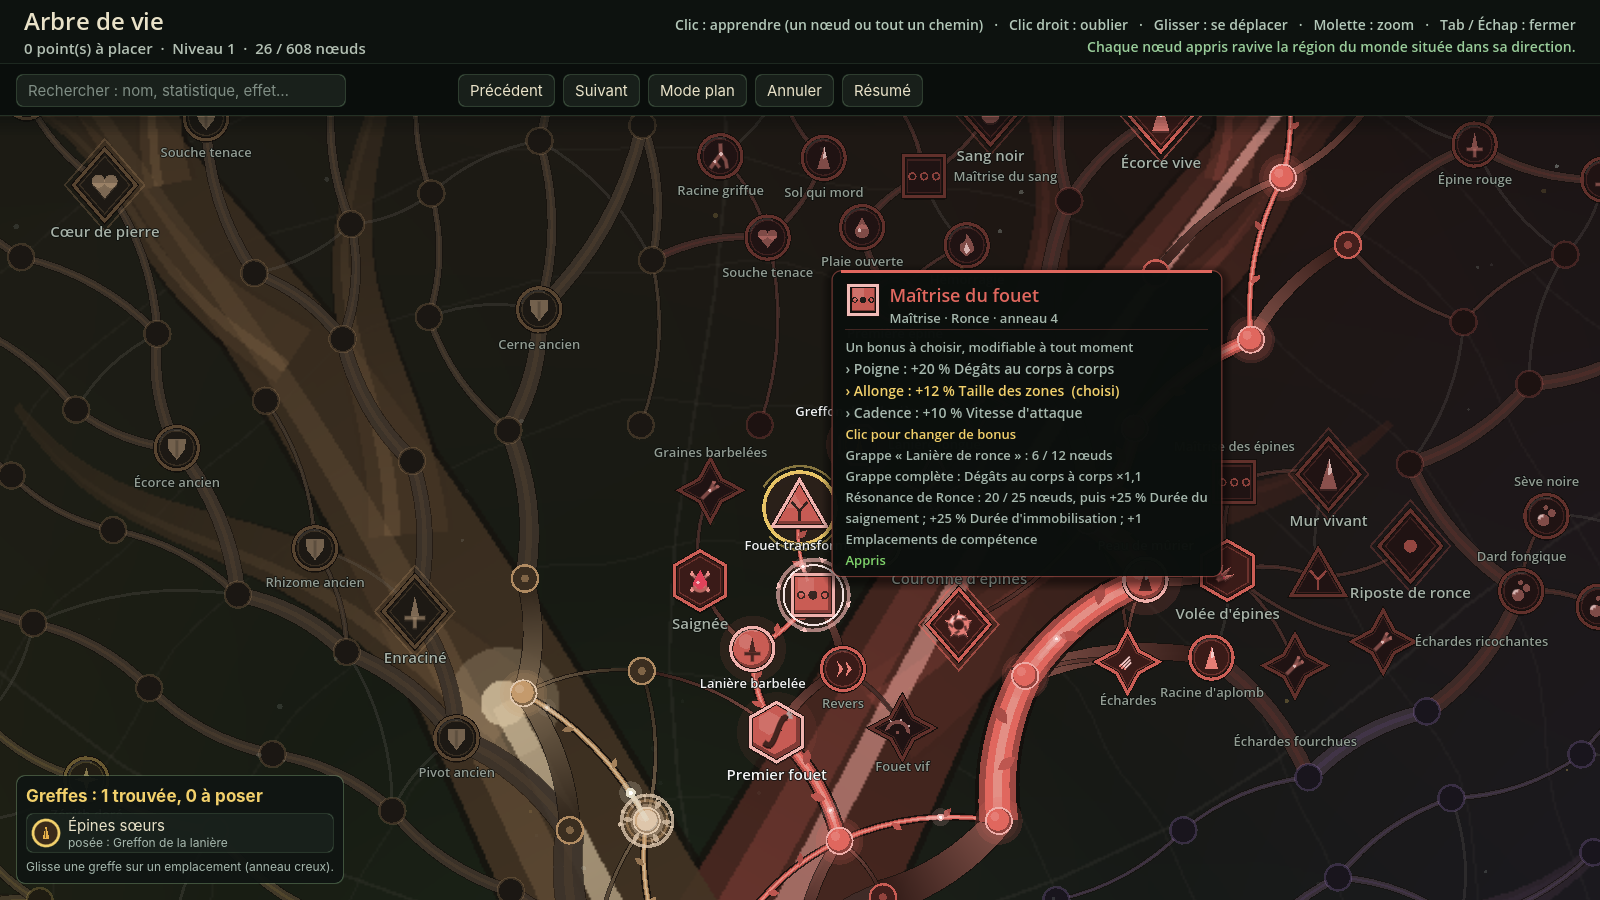 Arbre de vie
0 point(s) à placer · Niveau 1 · 26 / 608 nœuds
Clic : apprendre (un nœud ou tout un chemin) · Clic droit : oublier · Glisser : se déplacer · Molette : zoom · Tab / Échap : fermer
Chaque nœud appris ravive la région du monde située dans sa direction.
Rechercher : nom, statistique, effet...
Précédent
Suivant
Mode plan
Annuler
Résumé
Souche tenace
Cœur de pierre
Racine griffue
Sol qui mord
Sang noir
Maîtrise du sang
Écorce vive
Épine rouge
Souche tenace
Plaie ouverte
Cerne ancien
Maîtrise du fouet
Maîtrise · Ronce · anneau 4
Un bonus à choisir, modifiable à tout moment
› Poigne : +20 % Dégâts au corps à corps
› Allonge : +12 % Taille des zones (choisi)
› Cadence : +10 % Vitesse d'attaque
Clic pour changer de bonus
Grappe « Lanière de ronce » : 6 / 12 nœuds
Grappe complète : Dégâts au corps à corps ×1,1
Résonance de Ronce : 20 / 25 nœuds, puis +25 % Durée du
saignement ; +25 % Durée d'immobilisation ; +1
Emplacements de compétence
Appris
Greffo
Graines barbelées
Écorce ancien
e des épines
Sève noire
Mur vivant
Fouet transfor
Dard fongique
Rhizome ancien
Couronne d'épines
Riposte de ronce
Volée d'épines
Saignée
Échardes ricochantes
Enraciné
Lanière barbelée
Revers
Échardes
Racine d'aplomb
Échardes fourchues
Pivot ancien
Premier fouet
Fouet vif
Greffes : 1 trouvée, 0 à poser
Épines sœurs
posée : Greffon de la lanière
Glisse une greffe sur un emplacement (anneau creux).